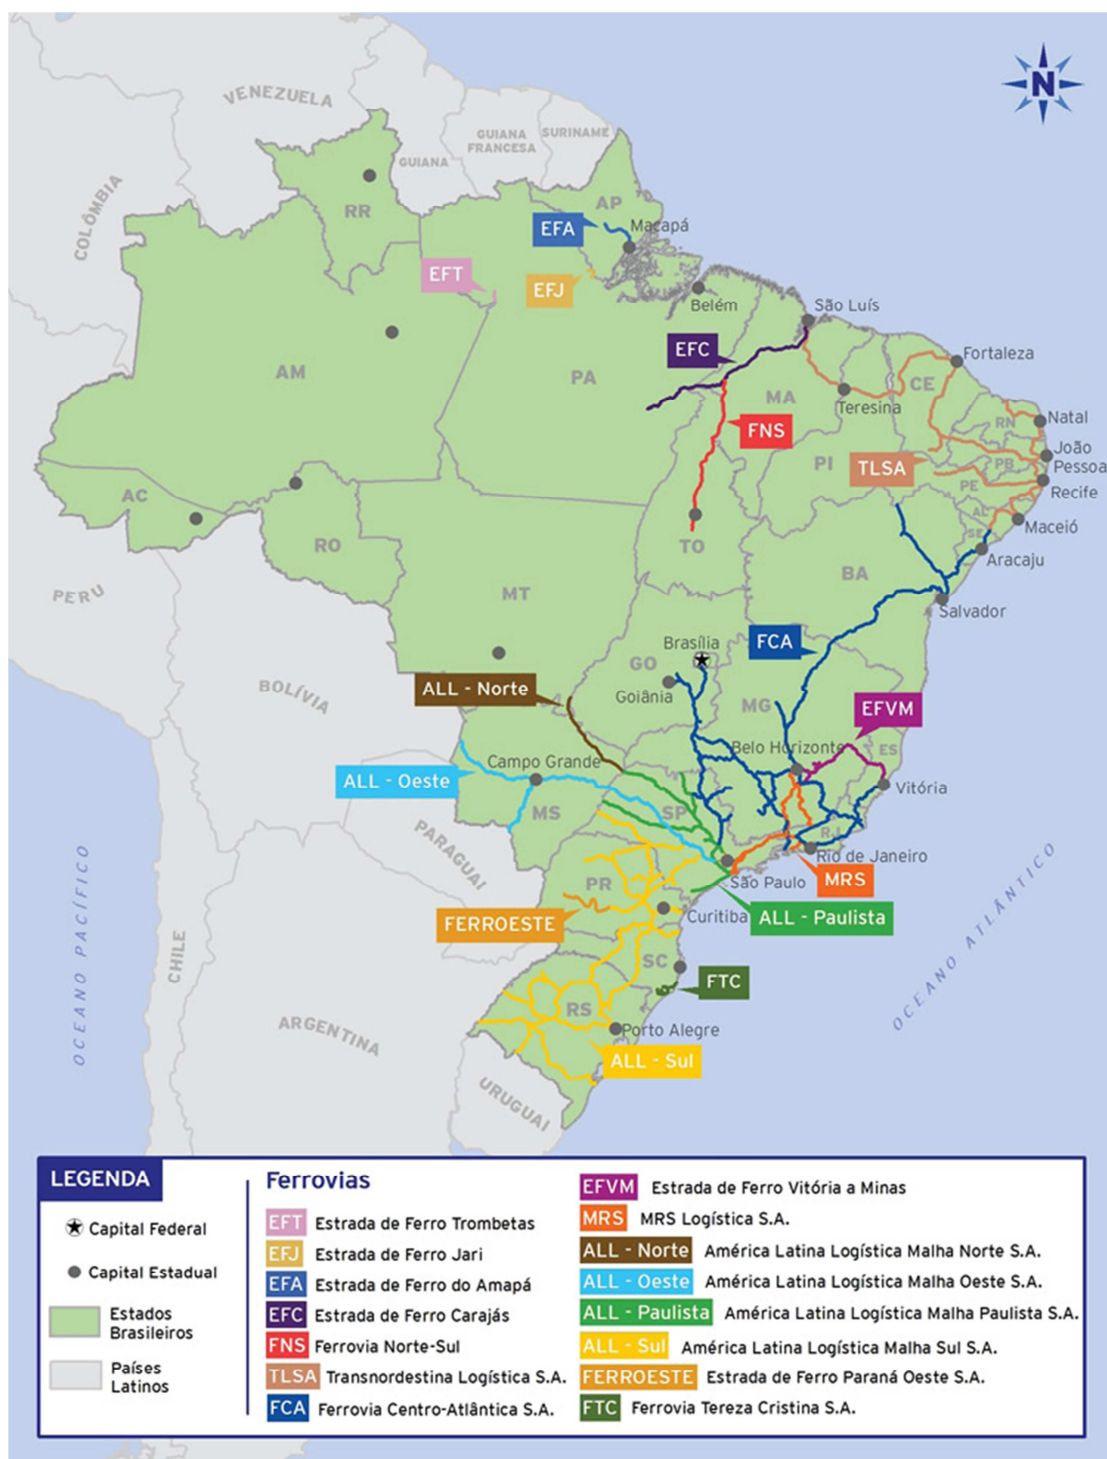 N
VENEZUELA
GUIANA
FRANCESA
SURINAME
GUIANA
COLÔMBIA
RR
AP
EFA
Macapá
EFT
EFJ
Belém
São Luís
EFC
Fortaleza
AM
PA
MA
CE
Teresina
RN
Natal
FNS
PI
TLSA
PB
João
Pessoa
PE
Recife
AC
AL
Maceió
SE
RO
TO
Aracaju
MT
BA
PERU
Salvador
Brasília
FCA
GO
ALL - Norte
Goiânia
BOLÍVIA
MG
EFVM
ES
Belo Horizonte
Campo Grande
ALL - Oeste
Vitória
MS
SP
RJ
PARAGUAI
Rio de Janeiro
São Paulo
MRS
PR
FERROESTE
Curitiba
ALL - Paulista
OCEANO PACÍFICO
OCEANO ATLÂNTICO
CHILE
SC
FTC
RS
ARGENTINA
Porto Alegre
ALL - Sul
URUGUAI
LEGENDA
Capital Federal
Capital Estadual
Estados
Brasileiros
Países
Latinos
Ferrovias
EFT Estrada de Ferro Trombetas
EFJ Estrada de Ferro Jari
EFA Estrada de Ferro do Amapá
EFC Estrada de Ferro Carajás
FNS Ferrovia Norte-Sul
TLSA Transnordestina Logística S.A.
FCA Ferrovia Centro-Atlântica S.A.
EFVM Estrada de Ferro Vitória a Minas
MRS MRS Logística S.A.
ALL - Norte América Latina Logística Malha Norte S.A.
ALL - Oeste América Latina Logística Malha Oeste S.A.
ALL - Paulista América Latina Logística Malha Paulista S.A.
ALL - Sul América Latina Logística Malha Sul S.A.
FERROESTE Estrada de Ferro Paraná Oeste S.A.
FTC Ferrovia Tereza Cristina S.A.